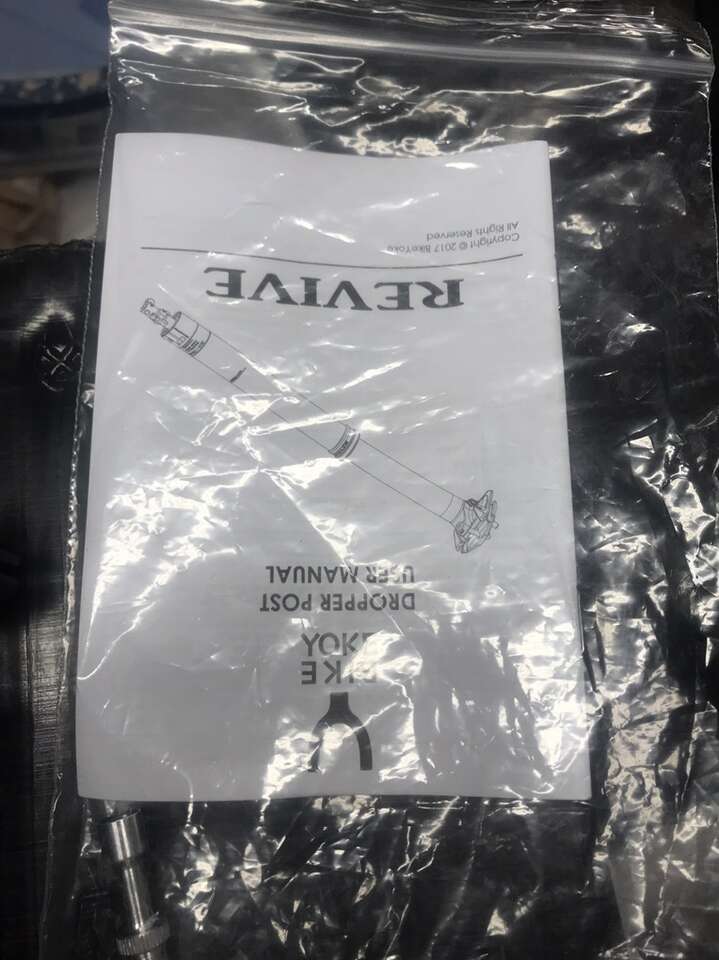 BIKE
YOKE
DROPPER POST
USER MANUAL
REVIVE
Copyright © 2017 BikeYoke
All Rights Reserved